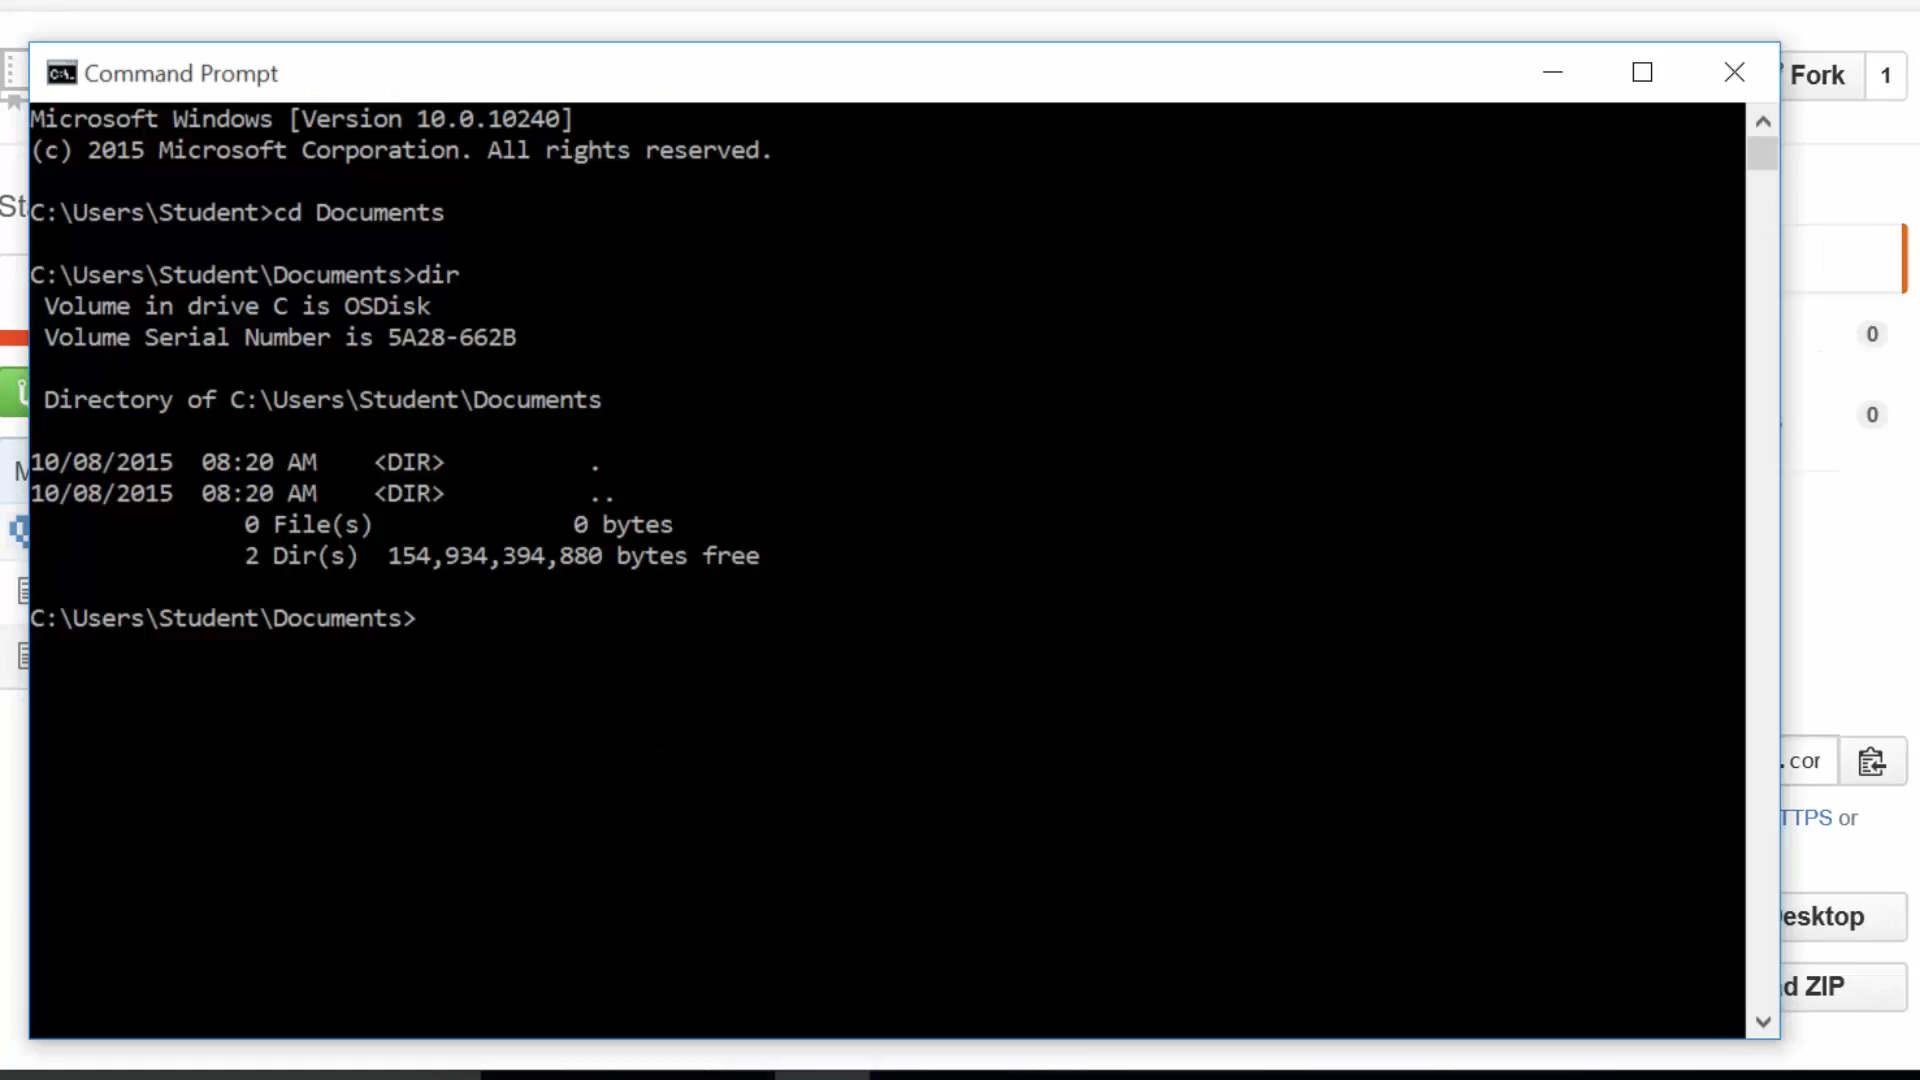 Command Prompt
Fork 1
Microsoft Windows [Version 10.0.10240]
(c) 2015 Microsoft Corporation. All rights reserved.
C:\Users\Student>cd Documents
C:\Users\Student\Documents>dir
Volume in drive C is OSDisk
Volume Serial Number is 5A28-662B
Directory of C:\Users\Student\Documents
10/08/2015 08:20 AM <DIR> .
10/08/2015 08:20 AM <DIR> ..
0 File(s) 0 bytes
2 Dir(s) 154,934,394,880 bytes free
C:\Users\Student\Documents>
0
0
.cor
TTPS or
esktop
d ZIP